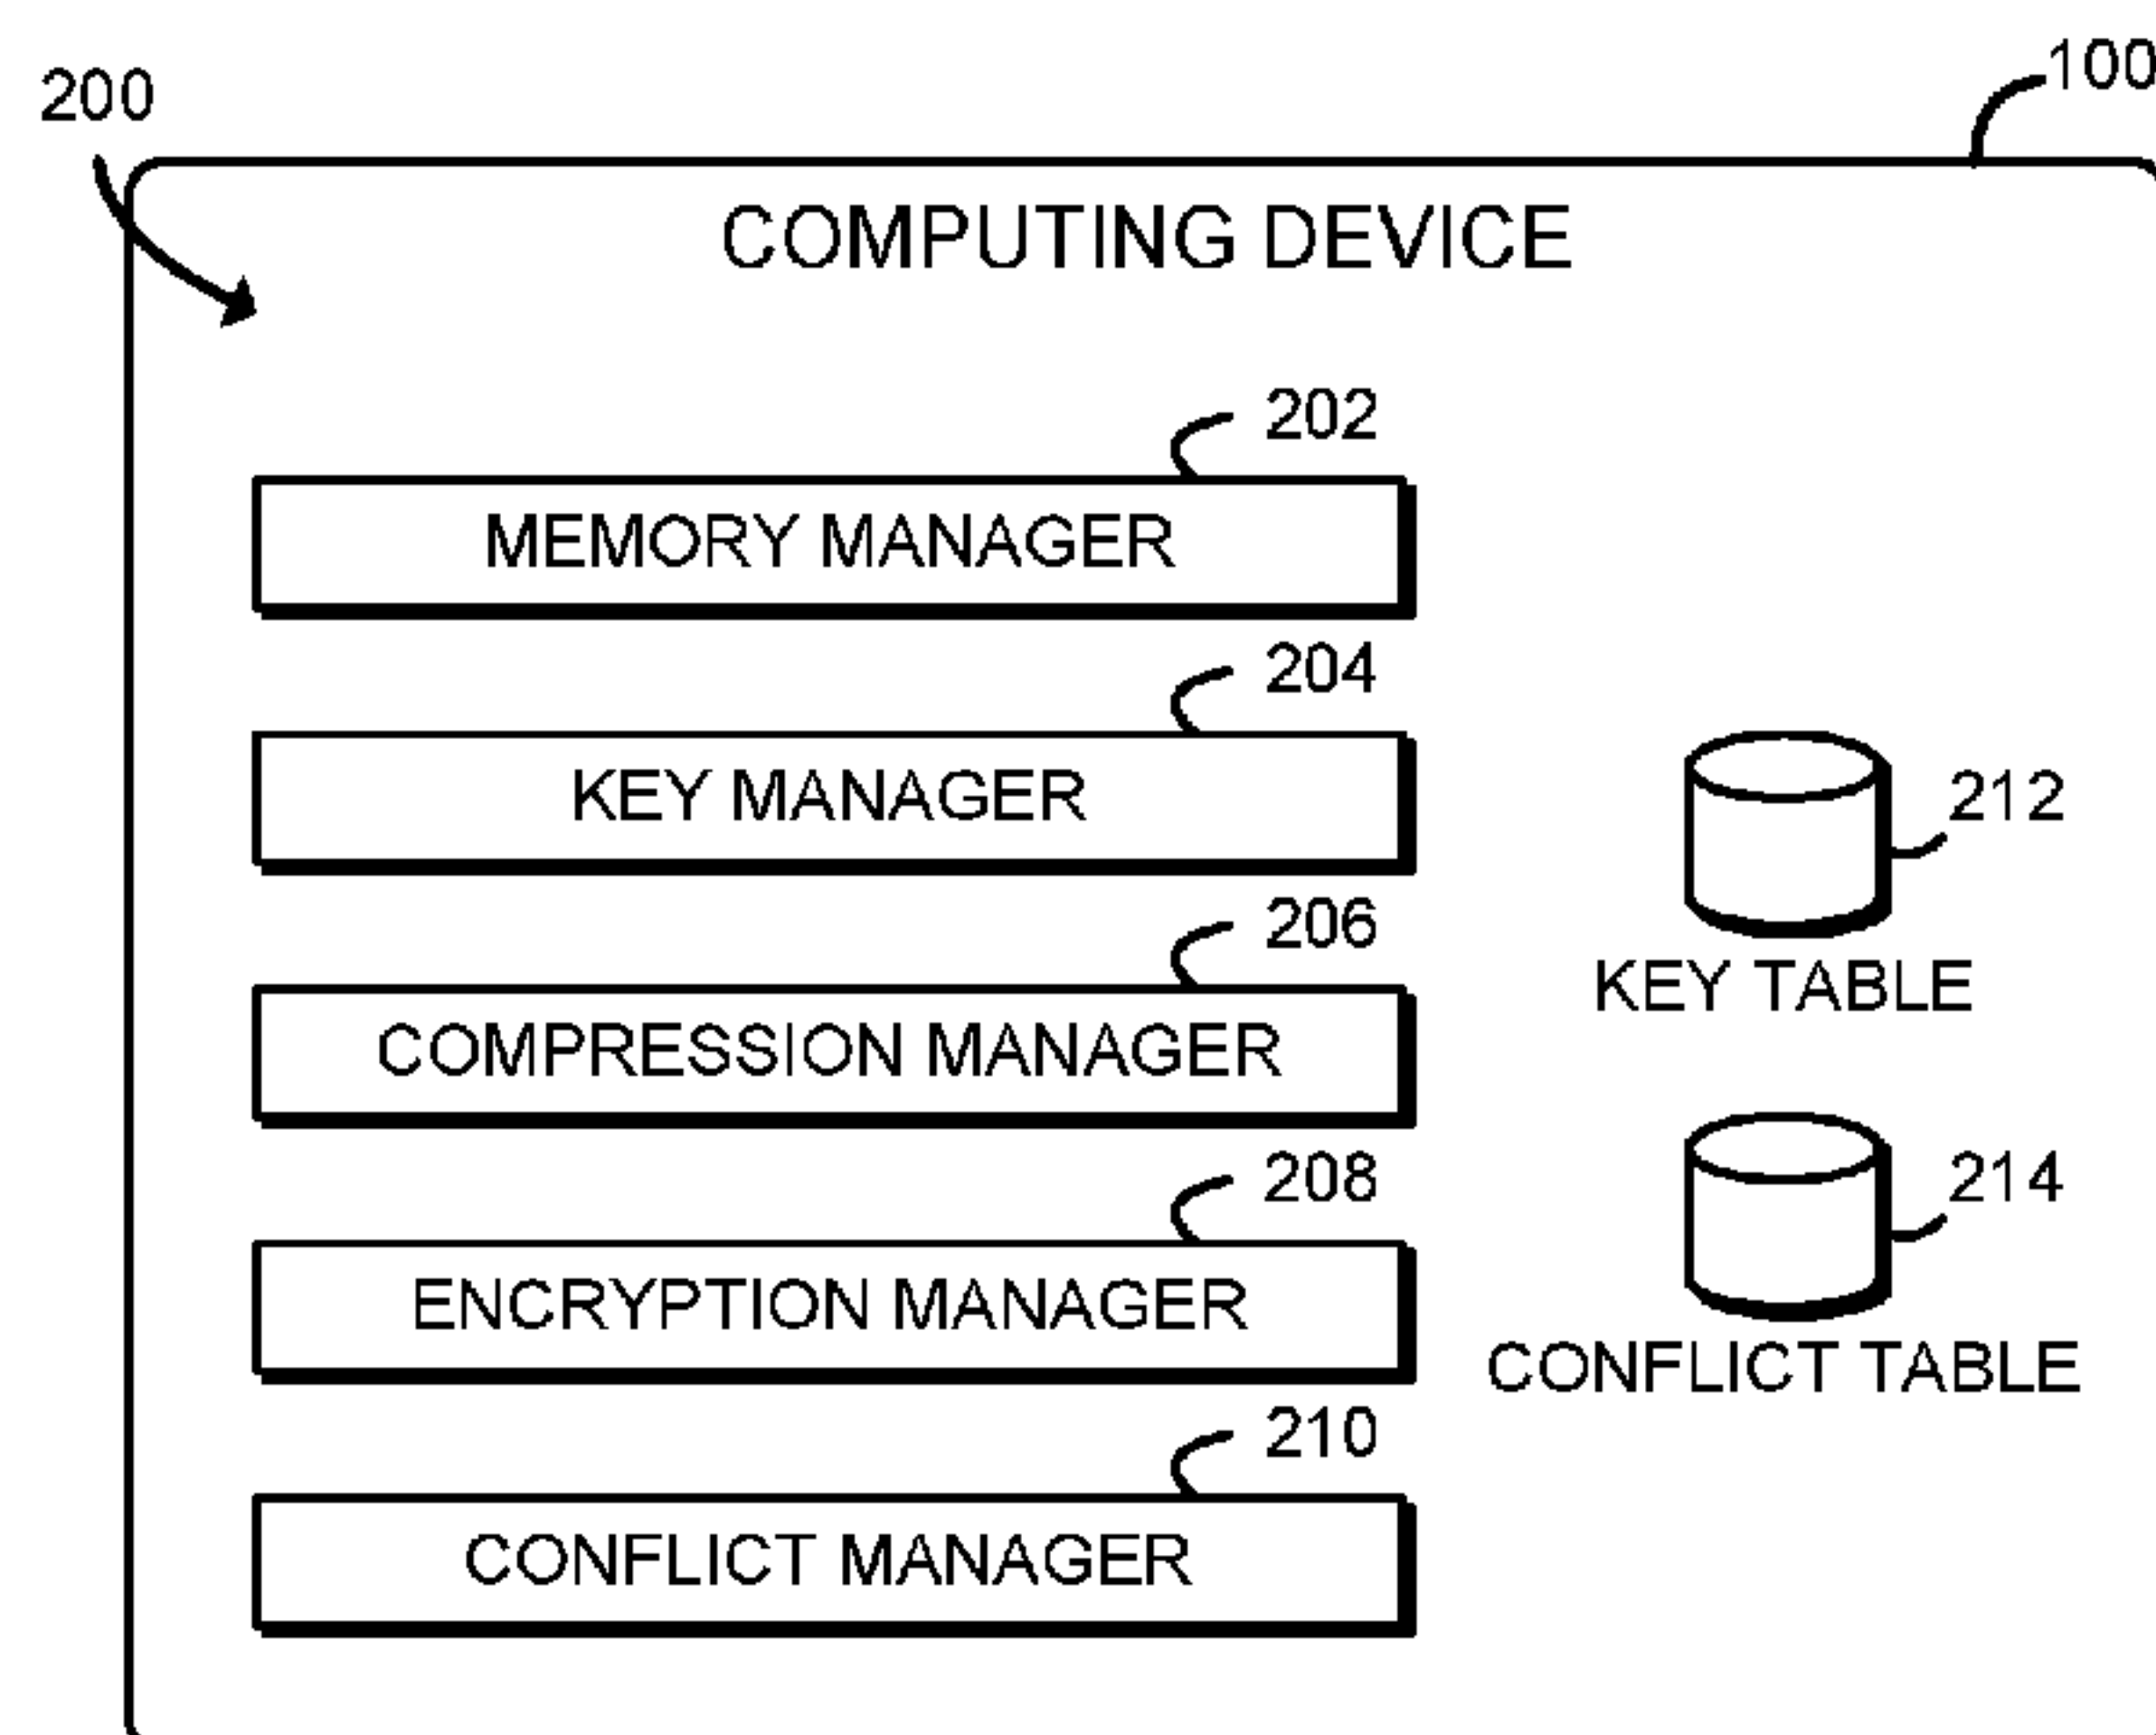 200
100
COMPUTING DEVICE
202
MEMORY MANAGER
204
KEY MANAGER
212
KEY TABLE
206
COMPRESSION MANAGER
208
ENCRYPTION MANAGER
214
CONFLICT TABLE
210
CONFLICT MANAGER